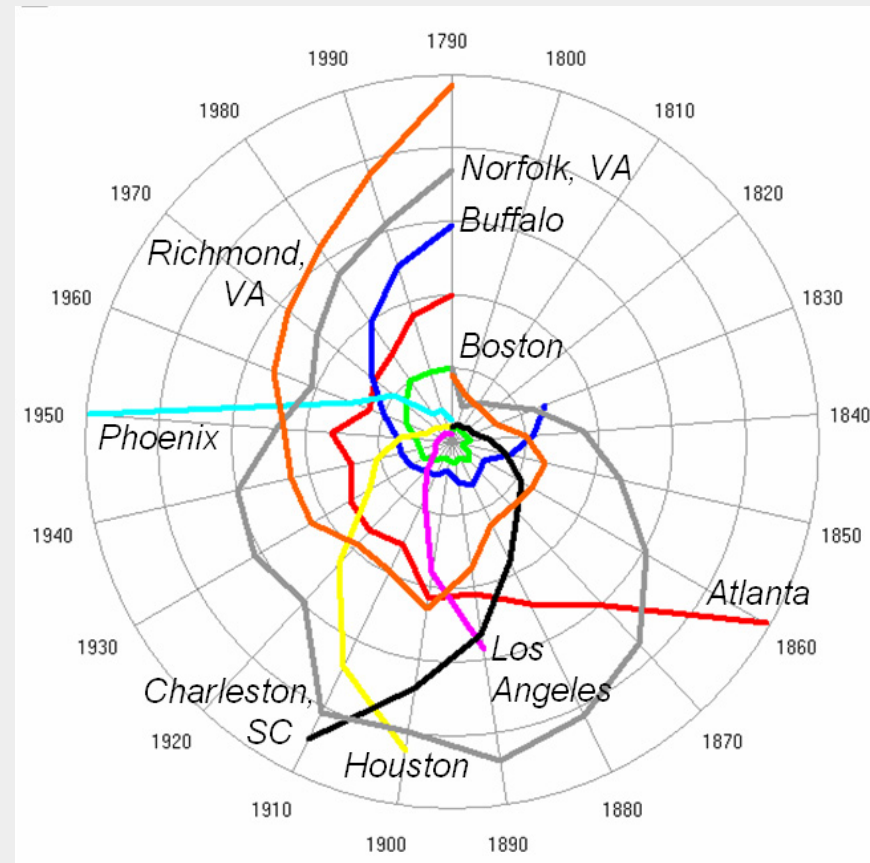 1790
1990
1800
1980
1810
Norfolk, VA
1970
1820
Buffalo
Richmond,
VA
1960
1830
Boston
1950
1840
Phoenix
1940
1850
Atlanta
1930
1860
Los
Angeles
Charleston,
SC
1920
1870
Houston
1910
1880
1900
1890